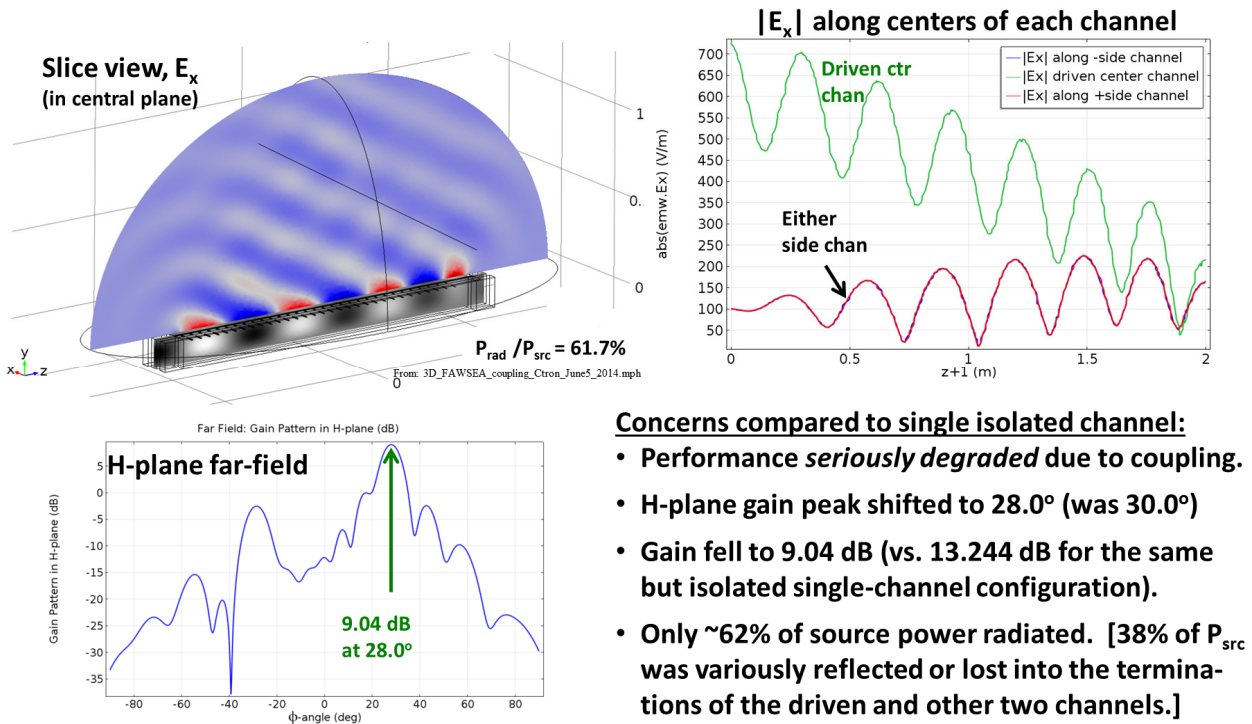 Slice view, Ex
(in central plane)
1
0.
0
0
y
x
z
Prad /Psrc = 61.7%
From: 3D_FAWSEA_coupling_Ctron_June5_2014.mph
|Ex| along centers of each channel
700
650
600
550
500
450
400
350
300
250
200
150
100
50
abs(emw.Ex) (V/m)
Driven ctr
chan
|Ex| along -side channel
|Ex| driven center channel
|Ex| along +side channel
Either
side chan
0
0.5
1
1.5
2
z+1 (m)
Far Field: Gain Pattern in H-plane (dB)
H-plane far-field
5
0
-5
-10
-15
-20
-25
-30
-35
Gain Pattern in H-plane (dB)
9.04 dB
at 28.0°
-80
-60
-40
-20
0
20
40
60
80
ϕ-angle (deg)
Concerns compared to single isolated channel:
• Performance seriously degraded due to coupling.
• H-plane gain peak shifted to 28.0° (was 30.0°)
• Gain fell to 9.04 dB (vs. 13.244 dB for the same
but isolated single-channel configuration).
• Only ~62% of source power radiated. [38% of Psrc
was variously reflected or lost into the termina-
tions of the driven and other two channels.]